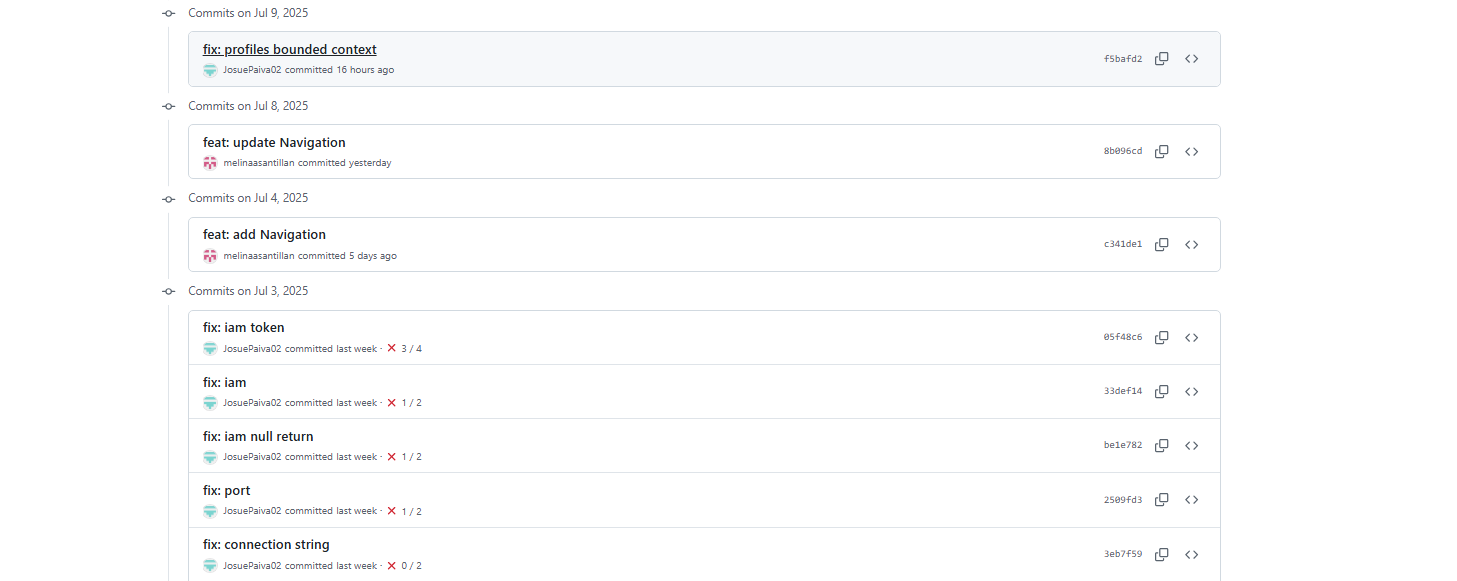 Commits on Jul 9, 2025
fix: profiles bounded context
f5bafd2
JosuePaiva02 committed 16 hours ago
Commits on Jul 8, 2025
feat: update Navigation
8b096cd
melinaasantillan committed yesterday
Commits on Jul 4, 2025
feat: add Navigation
c341de1
melinaasantillan committed 5 days ago
Commits on Jul 3, 2025
fix: iam token
05f48c6
JosuePaiva02 committed last week · 3 / 4
fix: iam
33def14
JosuePaiva02 committed last week · 1 / 2
fix: iam null return
be1e782
JosuePaiva02 committed last week · 1 / 2
fix: port
2509fd3
JosuePaiva02 committed last week · 1 / 2
fix: connection string
3eb7f59
JosuePaiva02 committed last week · 0 / 2